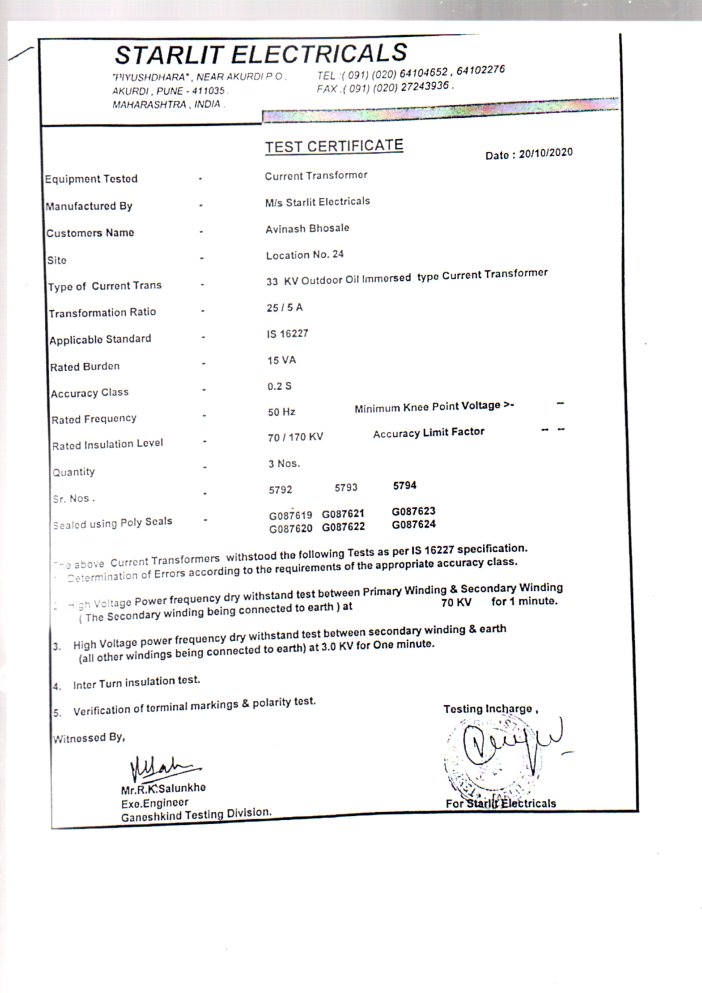 STARLIT ELECTRICALS
"PIYUSHDHARA", NEAR AKURDI P O . TEL :( 091) (020) 64104652 , 64102276
AKURDI , PUNE - 411035 . FAX .( 091) (020) 27243936 .
MAHARASHTRA , INDIA .
TEST CERTIFICATE
Date : 20/10/2020
Equipment Tested - Current Transformer
Manufactured By - M/s Starlit Electricals
Customers Name - Avinash Bhosale
Site - Location No. 24
Type of Current Trans - 33 KV Outdoor Oil Immersed type Current Transformer
Transformation Ratio - 25 / 5 A
Applicable Standard - IS 16227
Rated Burden - 15 VA
Accuracy Class - 0.2 S
Rated Frequency - 50 Hz Minimum Knee Point Voltage >- --
Rated Insulation Level - 70 / 170 KV Accuracy Limit Factor -- --
Quantity - 3 Nos.
Sr. Nos . - 5792 5793 5794
Sealed using Poly Seals - G087619 G087621 G087623
G087620 G087622 G087624
The above Current Transformers withstood the following Tests as per IS 16227 specification.
Determination of Errors according to the requirements of the appropriate accuracy class.
High Voltage Power frequency dry withstand test between Primary Winding & Secondary Winding
( The Secondary winding being connected to earth ) at 70 KV for 1 minute.
3. High Voltage power frequency dry withstand test between secondary winding & earth
(all other windings being connected to earth) at 3.0 KV for One minute.
4. Inter Turn insulation test.
5. Verification of terminal markings & polarity test.
Testing Incharge ,
Witnessed By,
Mr.R.K.Salunkhe
Exe.Engineer
Ganeshkind Testing Division.
For Starlit Electricals